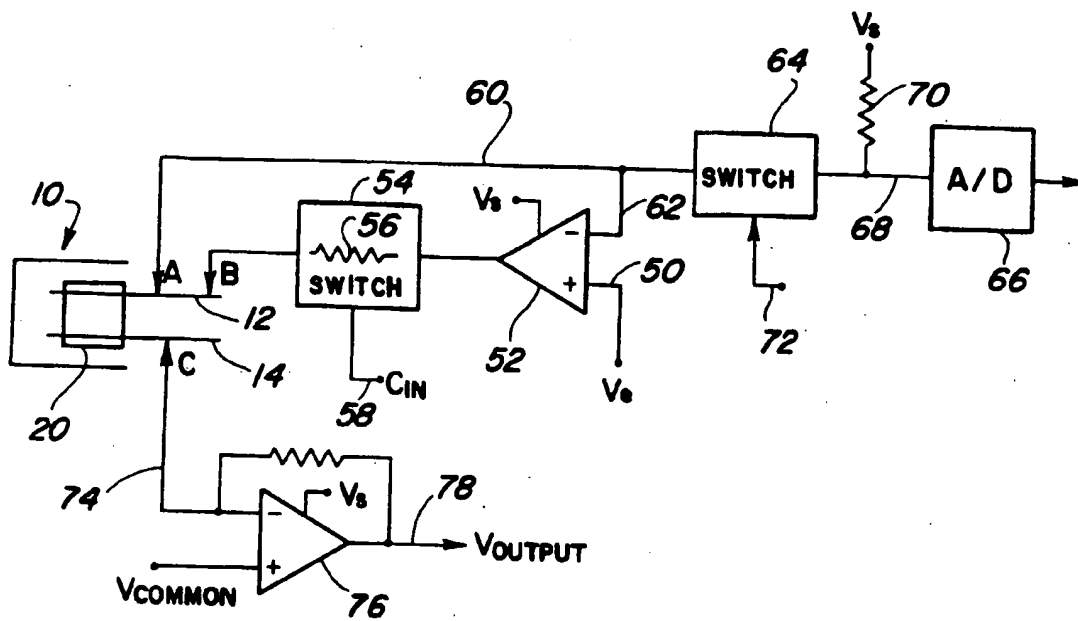 Vs
64
70
60
54
Vs
SWITCH
A/D
10
56
62
68
66
A
B
SWITCH
−
50
+
12
52
72
C
14
CIN
58
Ve
20
74
Vs
78
−
VOUTPUT
+
VCOMMON
76